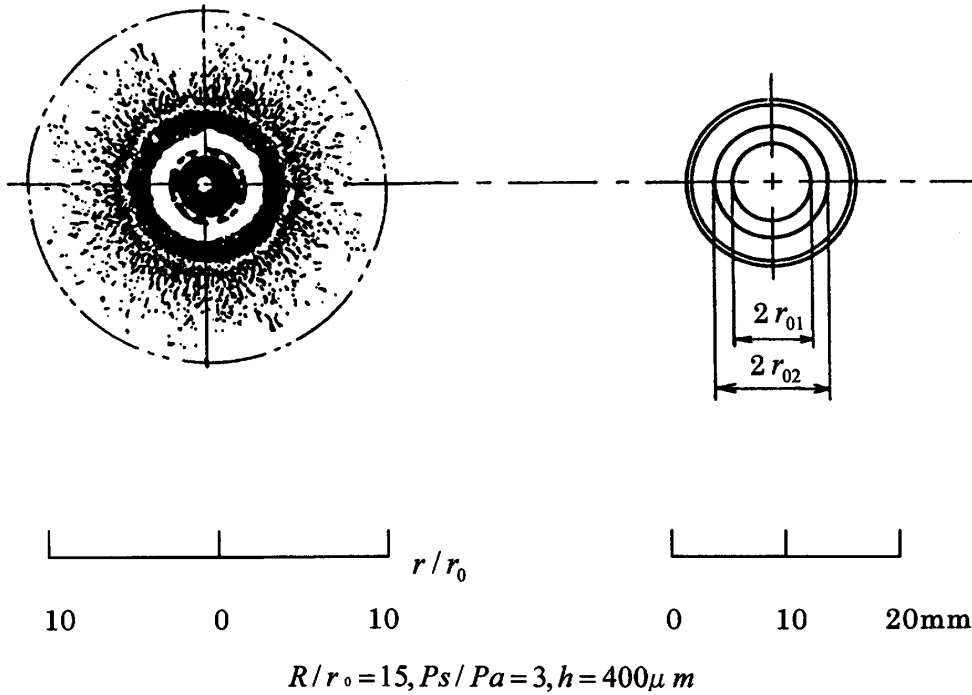 2 r₀₁
2 r₀₂
r / r₀
10 0 10
0 10 20mm
R / r₀ = 15, Ps / Pa = 3, h = 400μ m